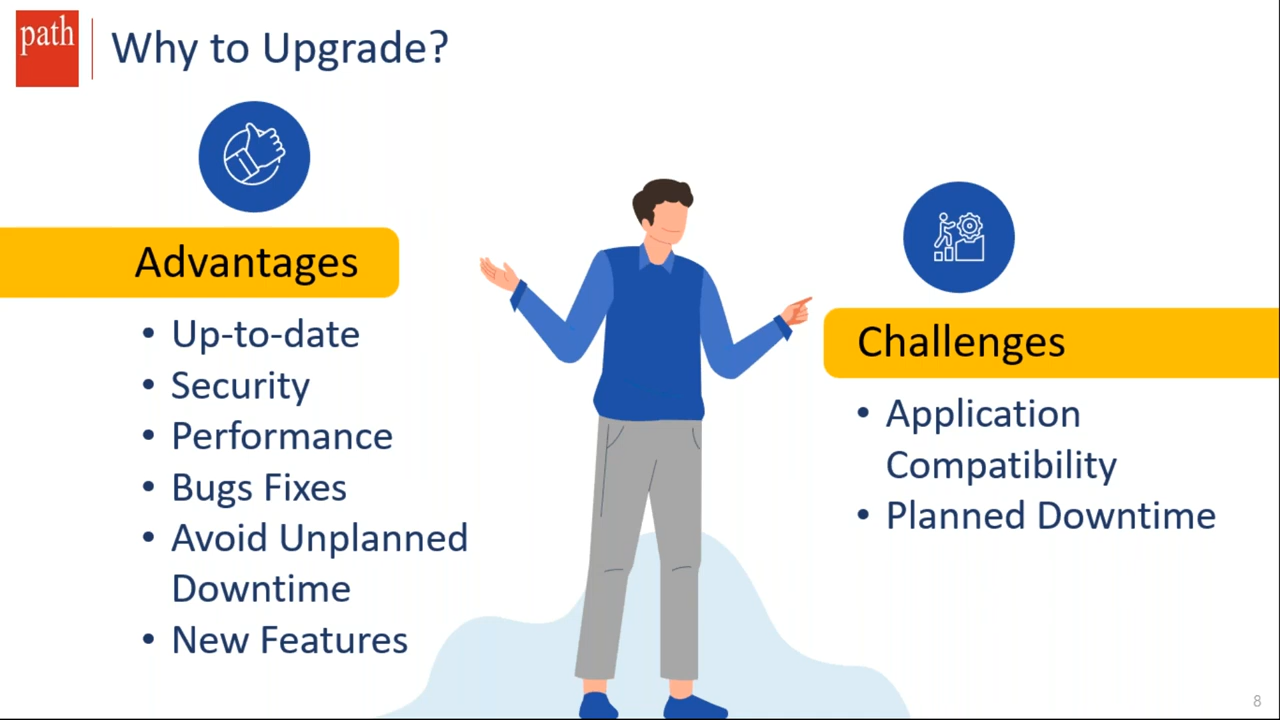 path
Why to Upgrade?
Advantages
• Up-to-date
• Security
• Performance
• Bugs Fixes
• Avoid Unplanned
Downtime
• New Features
Challenges
• Application
Compatibility
• Planned Downtime
8